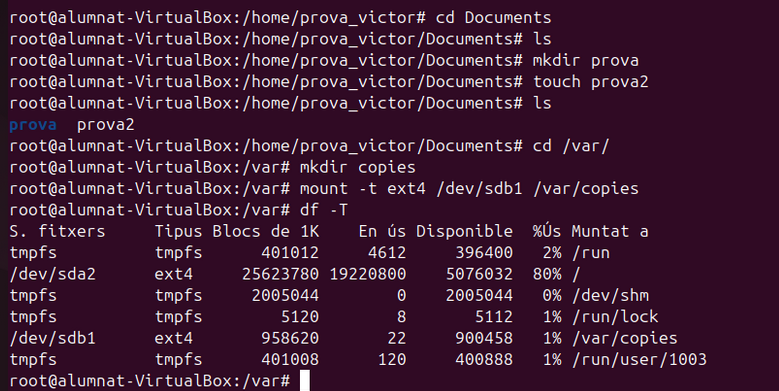 root@alumnat-VirtualBox:/home/prova_victor# cd Documents
root@alumnat-VirtualBox:/home/prova_victor/Documents# ls
root@alumnat-VirtualBox:/home/prova_victor/Documents# mkdir prova
root@alumnat-VirtualBox:/home/prova_victor/Documents# touch prova2
root@alumnat-VirtualBox:/home/prova_victor/Documents# ls
prova  prova2
root@alumnat-VirtualBox:/home/prova_victor/Documents# cd /var/
root@alumnat-VirtualBox:/var# mkdir copies
root@alumnat-VirtualBox:/var# mount -t ext4 /dev/sdb1 /var/copies
root@alumnat-VirtualBox:/var# df -T
S. fitxers     Tipus Blocs de 1K    En ús Disponible  %Ús Muntat a
tmpfs          tmpfs      401012     4612     396400   2% /run
/dev/sda2      ext4     25623780 19220800    5076032  80% /
tmpfs          tmpfs     2005044        0    2005044   0% /dev/shm
tmpfs          tmpfs        5120        8       5112   1% /run/lock
/dev/sdb1      ext4       958620       22     900458   1% /var/copies
tmpfs          tmpfs      401008      120     400888   1% /run/user/1003
root@alumnat-VirtualBox:/var#